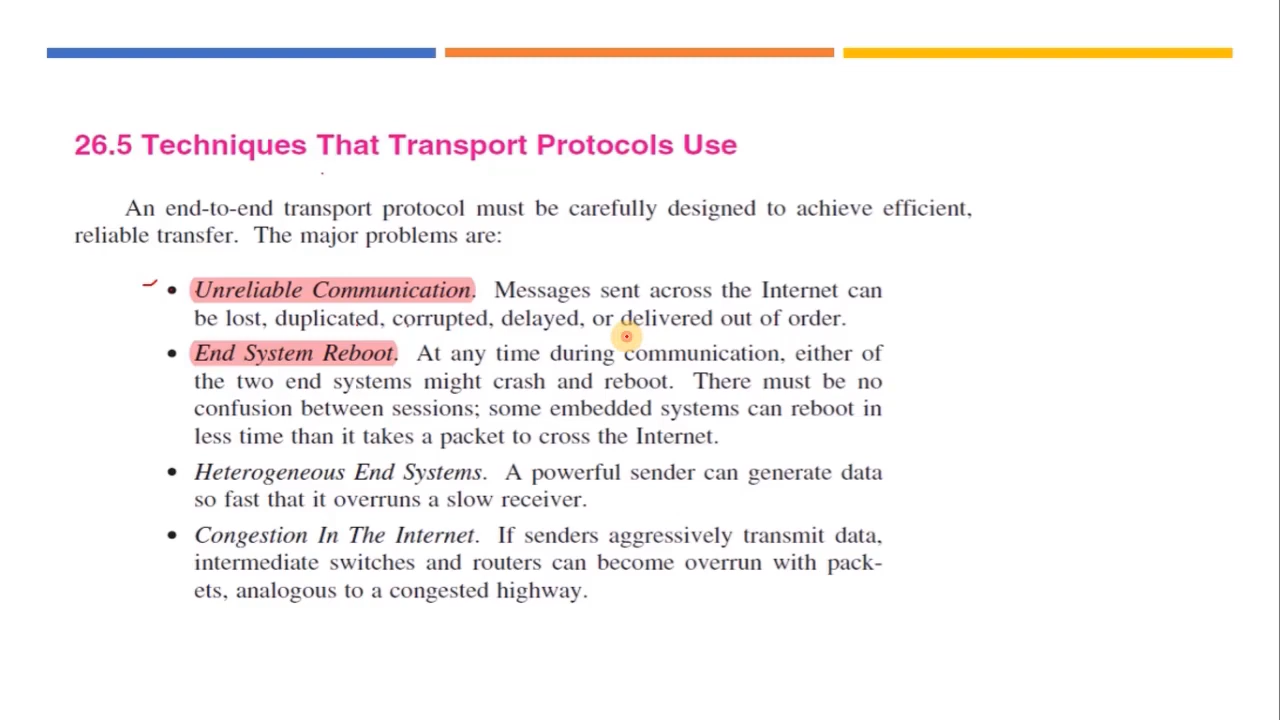 26.5 Techniques That Transport Protocols Use
An end-to-end transport protocol must be carefully designed to achieve efficient,
reliable transfer. The major problems are:
• Unreliable Communication. Messages sent across the Internet can
be lost, duplicated, corrupted, delayed, or delivered out of order.
• End System Reboot. At any time during communication, either of
the two end systems might crash and reboot. There must be no
confusion between sessions; some embedded systems can reboot in
less time than it takes a packet to cross the Internet.
• Heterogeneous End Systems. A powerful sender can generate data
so fast that it overruns a slow receiver.
• Congestion In The Internet. If senders aggressively transmit data,
intermediate switches and routers can become overrun with pack-
ets, analogous to a congested highway.